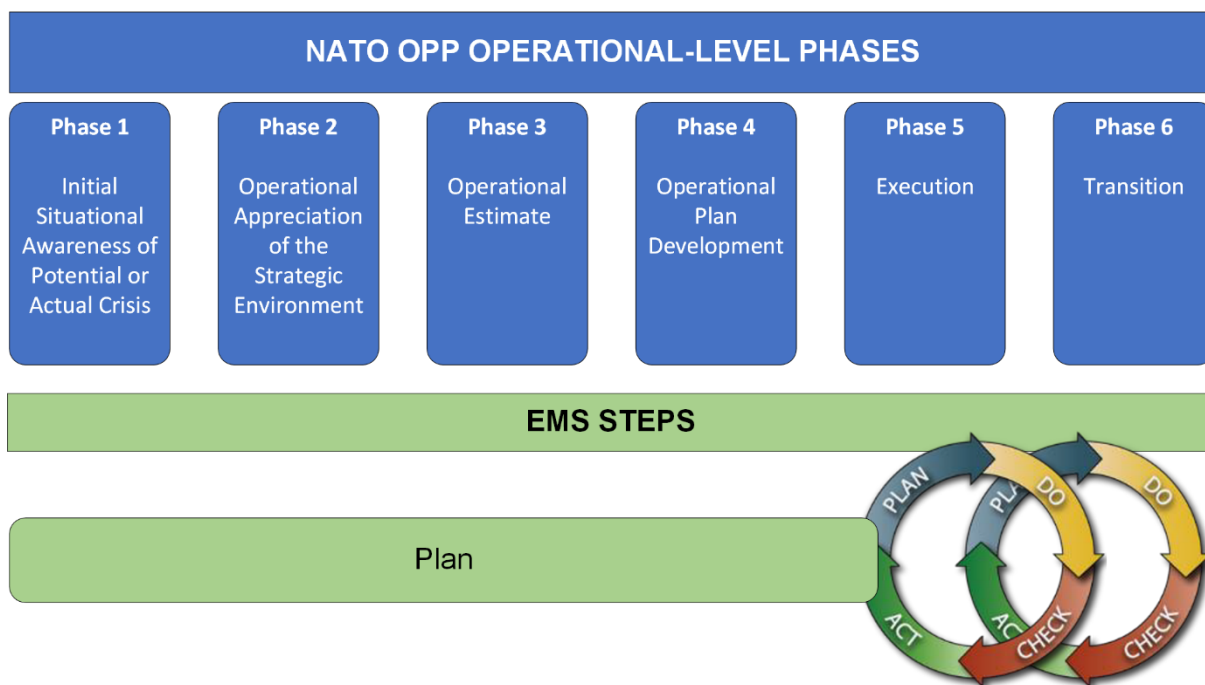 NATO OPP OPERATIONAL-LEVEL PHASES
Phase 1
Initial
Situational
Awareness of
Potential or
Actual Crisis
Phase 2
Operational
Appreciation
of the
Strategic
Environment
Phase 3
Operational
Estimate
Phase 4
Operational
Plan
Development
Phase 5
Execution
Phase 6
Transition
EMS STEPS
Plan
PLAN
DO
CHECK
ACT
DO
CHECK